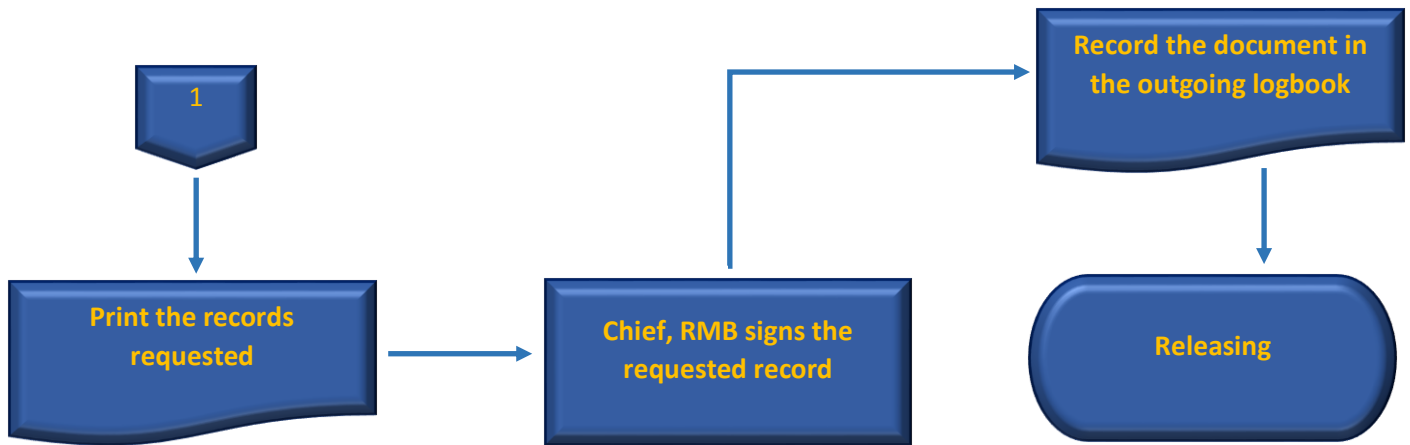 1
Print the records
requested
Chief, RMB signs the
requested record
Record the document in
the outgoing logbook
Releasing